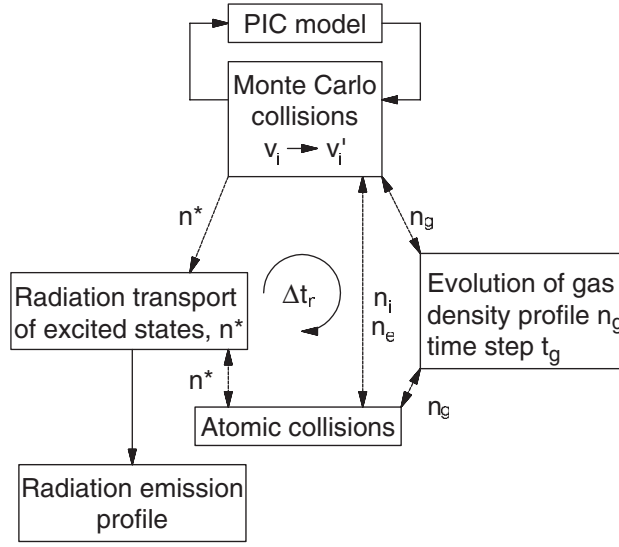 PIC model
Monte Carlo
collisions
v_i → v_i'
n*
n_g
Δt_r
Radiation transport
of excited states, n*
n_i
n_e
Evolution of gas
density profile n_g
time step t_g
n*
n_g
Atomic collisions
Radiation emission
profile